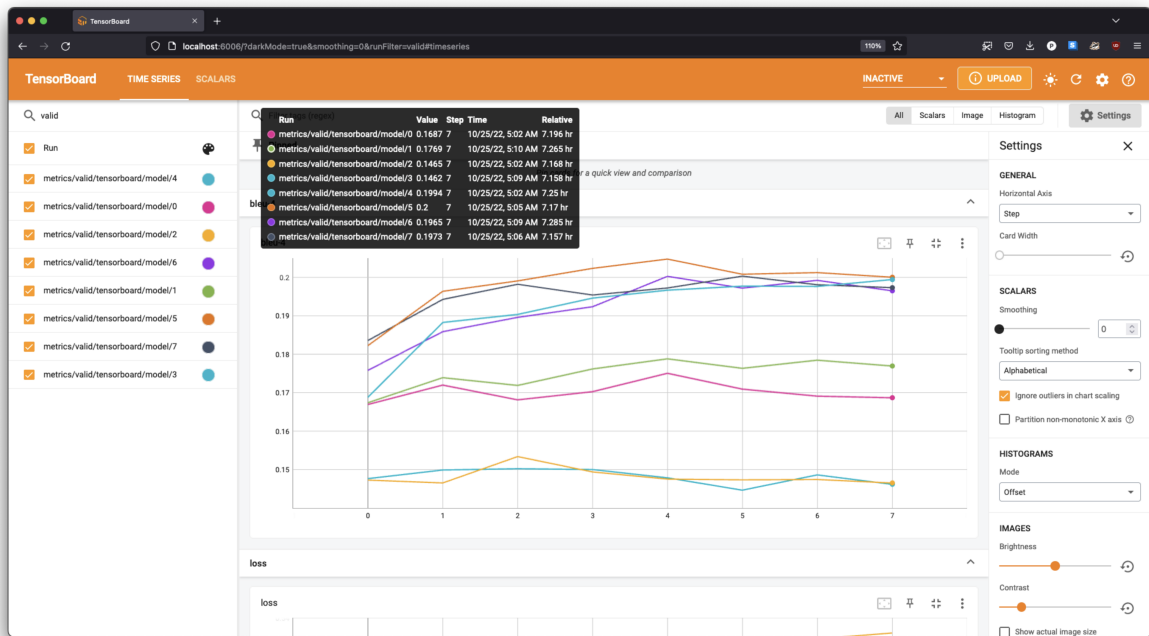 TensorBoard
localhost:6006/?darkMode=true&smoothing=0&runFilter=valid#timeseries
110%
TensorBoard
TIME SERIES
SCALARS
INACTIVE
UPLOAD
valid
Run
metrics/valid/tensorboard/model/4
metrics/valid/tensorboard/model/0
metrics/valid/tensorboard/model/2
metrics/valid/tensorboard/model/6
metrics/valid/tensorboard/model/1
metrics/valid/tensorboard/model/5
metrics/valid/tensorboard/model/7
metrics/valid/tensorboard/model/3
All Scalars Image Histogram
Settings
Run Value Step Time Relative
metrics/valid/tensorboard/model/0 0.1687 7 10/25/22, 5:02 AM 7.196 hr
metrics/valid/tensorboard/model/1 0.1769 7 10/25/22, 5:10 AM 7.265 hr
metrics/valid/tensorboard/model/2 0.1465 7 10/25/22, 5:02 AM 7.168 hr
metrics/valid/tensorboard/model/3 0.1462 7 10/25/22, 5:09 AM 7.158 hr
metrics/valid/tensorboard/model/4 0.1994 7 10/25/22, 5:02 AM 7.25 hr
metrics/valid/tensorboard/model/5 0.2 7 10/25/22, 5:05 AM 7.17 hr
metrics/valid/tensorboard/model/6 0.1965 7 10/25/22, 5:09 AM 7.285 hr
metrics/valid/tensorboard/model/7 0.1973 7 10/25/22, 5:06 AM 7.157 hr
for a quick view and comparison
0.2
0.19
0.18
0.17
0.16
0.15
0 1 2 3 4 5 6 7
loss
loss
Settings
GENERAL
Horizontal Axis
Step
Card Width
SCALARS
Smoothing
0
Tooltip sorting method
Alphabetical
Ignore outliers in chart scaling
Partition non-monotonic X axis
HISTOGRAMS
Mode
Offset
IMAGES
Brightness
Contrast
Show actual image size